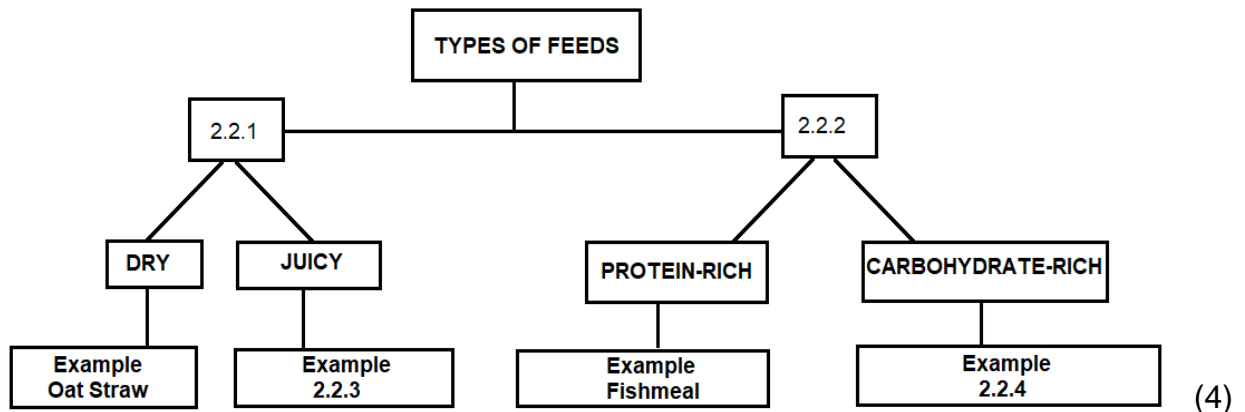 TYPES OF FEEDS
2.2.1
2.2.2
DRY
JUICY
PROTEIN-RICH
CARBOHYDRATE-RICH
Example
Oat Straw
Example
2.2.3
Example
Fishmeal
Example
2.2.4
(4)